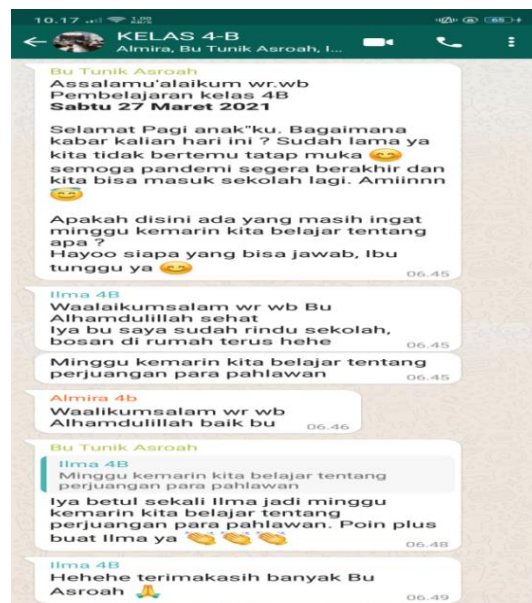 10.17
KELAS 4-B
Almira, Bu Tunik Asroah, I...
65
Bu Tunik Asroah
Assalamu'alaikum wr.wb
Pembelajaran kelas 4B
Sabtu 27 Maret 2021
Selamat Pagi anak"ku. Bagaimana
kabar kalian hari ini ? Sudah lama ya
kita tidak bertemu tatap muka 😊
semoga pandemi segera berakhir dan
kita bisa masuk sekolah lagi. Amiinnn
😇
Apakah disini ada yang masih ingat
minggu kemarin kita belajar tentang
apa ?
Hayoo siapa yang bisa jawab, Ibu
tunggu ya 😊
06.45
Ilma 4B
Waalaikumsalam wr wb Bu
Alhamdulillah sehat
Iya bu saya sudah rindu sekolah,
bosan di rumah terus hehe
06.45
Minggu kemarin kita belajar tentang
perjuangan para pahlawan
06.45
Almira 4b
Waalikumsalam wr wb
Alhamdulillah baik bu
06.46
Bu Tunik Asroah
Ilma 4B
Minggu kemarin kita belajar tentang
perjuangan para pahlawan
Iya betul sekali Ilma jadi minggu
kemarin kita belajar tentang
perjuangan para pahlawan. Poin plus
buat Ilma ya 👏👏👏
06.48
Ilma 4B
Hehehe terimakasih banyak Bu
Asroah 🙏
06.49